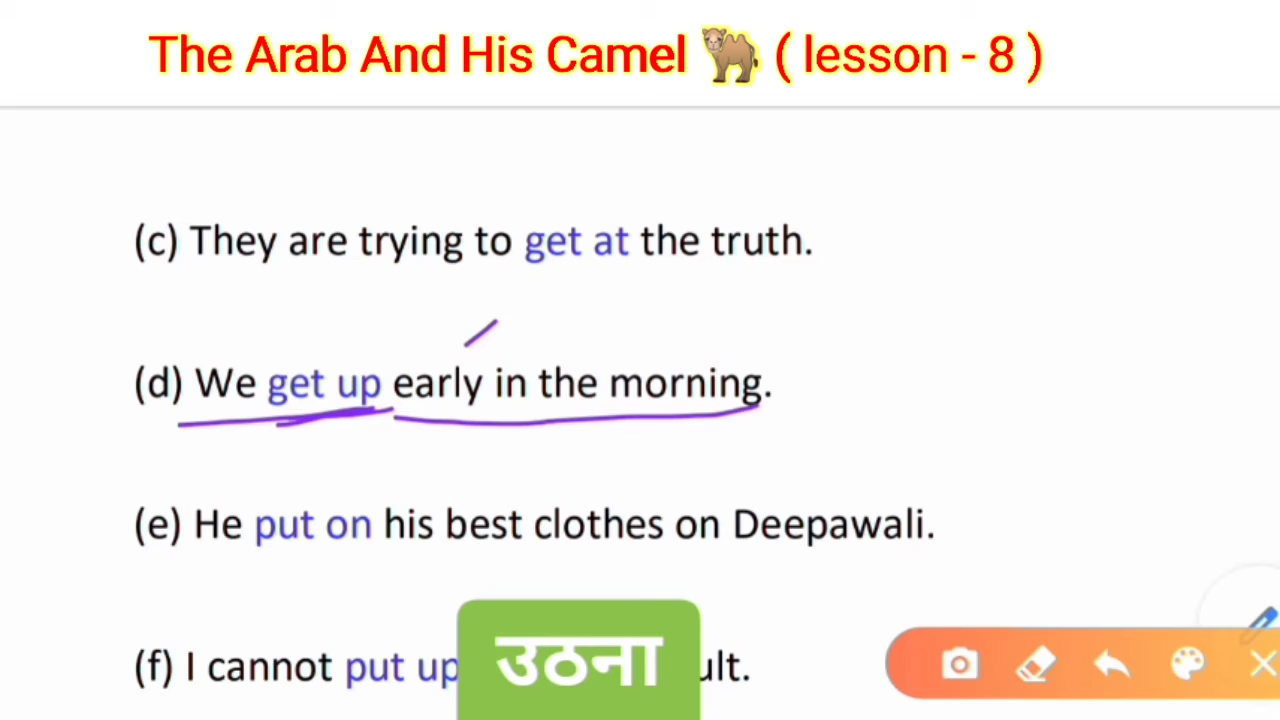 The Arab And His Camel 🐫 ( lesson - 8 )
(c) They are trying to get at the truth.
(d) We get up early in the morning.
(e) He put on his best clothes on Deepawali.
(f) I cannot put up ult.
उठना